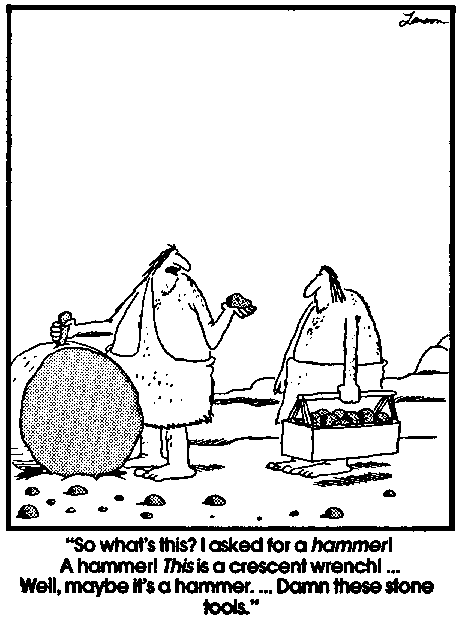 Larson
"So what's this? I asked for a hammer!
A hammer! This is a crescent wrench! ...
Well, maybe it's a hammer. ... Damn these stone
tools."